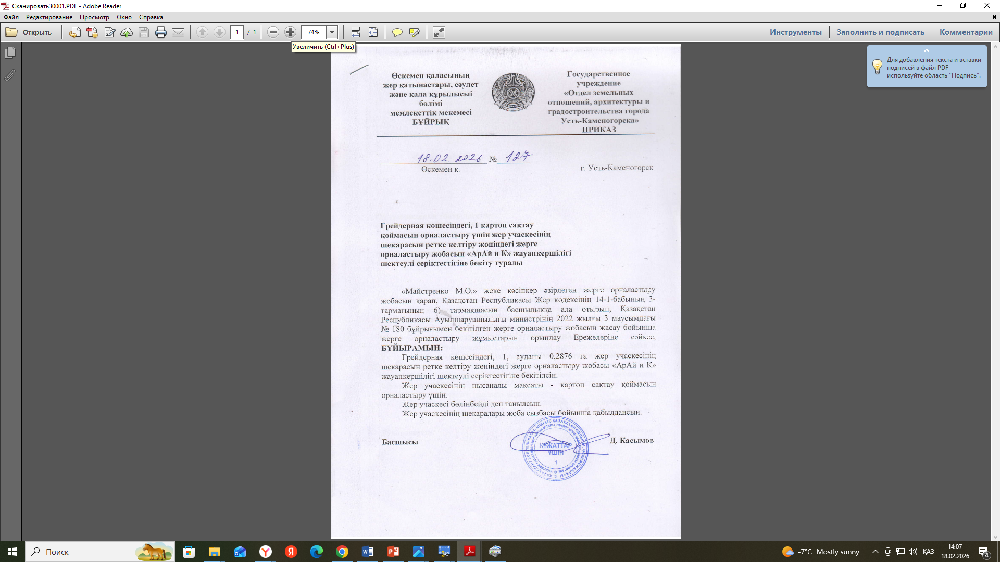 Сканировать30001.PDF - Adobe Reader
Файл Редактирование Просмотр Окно Справка
Открыть
1 / 1
74%
Инструменты
Заполнить и подписать
Комментарии
Увеличить (Ctrl+Plus)
Для добавления текста и вставки
подписей в файл PDF
используйте область "Подпись".
Өскемен қаласының
жер қатынастары, сәулет
және қала құрылысы
бөлімі
мемлекеттік мекемесі
БҰЙРЫҚ
ҚАЗАҚСТАН
Государственное
учреждение
«Отдел земельных
отношений, архитектуры и
градостроительства города
Усть-Каменогорска»
ПРИКАЗ
18.02.2026 № 127
Өскемен қ.
г. Усть-Каменогорск
Грейдерная көшесіндегі, 1 картоп сақтау
қоймасын орналастыру үшін жер учаскесінің
шекарасын ретке келтіру жөніндегі жерге
орналастыру жобасын «АрАй и К» жауапкершілігі
шектеулі серіктестігіне бекіту туралы
«Майстренко М.О.» жеке кәсіпкер әзірлеген жерге орналастыру
жобасын қарап, Қазақстан Республикасы Жер кодексінің 14-1-бабының 3-
тармағының 6) тармақшасын басшылыққа ала отырып, Қазақстан
Республикасы Ауылшаруашылығы министрінің 2022 жылғы 3 маусымдағы
№ 180 бұйрығымен бекітілген жерге орналастыру жобасын жасау бойынша
жерге орналастыру жұмыстарын орындау Ережелеріне сәйкес,
БҰЙЫРАМЫН:
Грейдерная көшесіндегі, 1, ауданы 0,2876 га жер учаскесінің
шекарасын ретке келтіру жөніндегі жерге орналастыру жобасы «АрАй и К»
жауапкершілігі шектеулі серіктестігіне бекітілсін.
Жер учаскесінің нысаналы мақсаты - картоп сақтау қоймасын
орналастыру үшін.
Жер учаскесі бөлінбейді деп танылсын.
Жер учаскесінің шекаралары жоба сызбасы бойынша қабылдансын.
Басшысы
Д. Касымов
ҚАЗАҚСТАН РЕСПУБЛИКАСЫ, ШЫҒЫС ҚАЗАҚСТАН ОБЛЫСЫ, ӨСКЕМЕН ҚАЛАСЫ
ҚҰЖАТТАР
ҮШІН
1
Поиск
-7°C Mostly sunny
ҚАЗ
14:07
18.02.2026
4